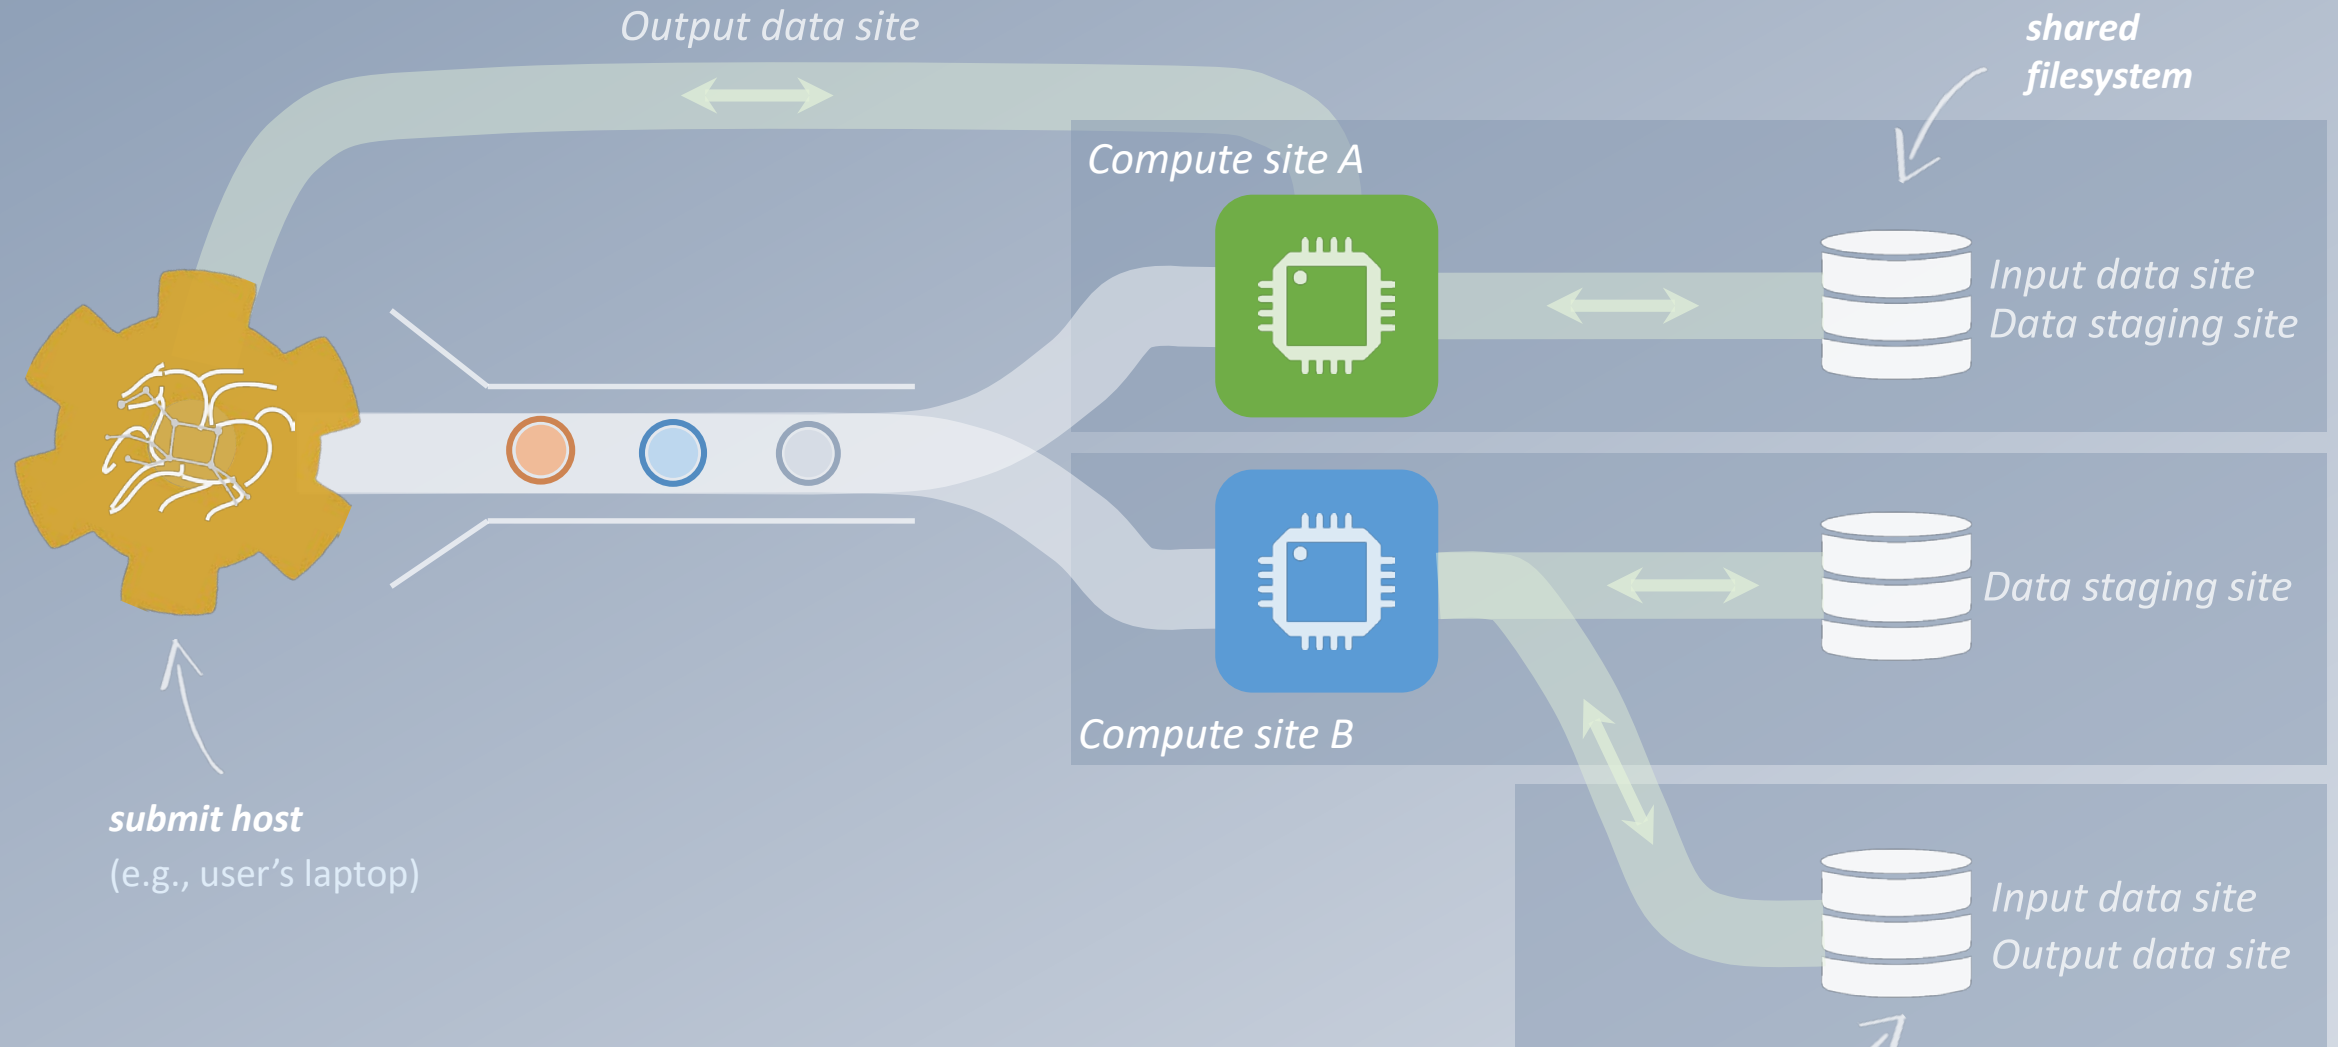 Output data site
shared
filesystem
Compute site A
Input data site
Data staging site
Data staging site
Compute site B
submit host
(e.g., user’s laptop)
Input data site
Output data site